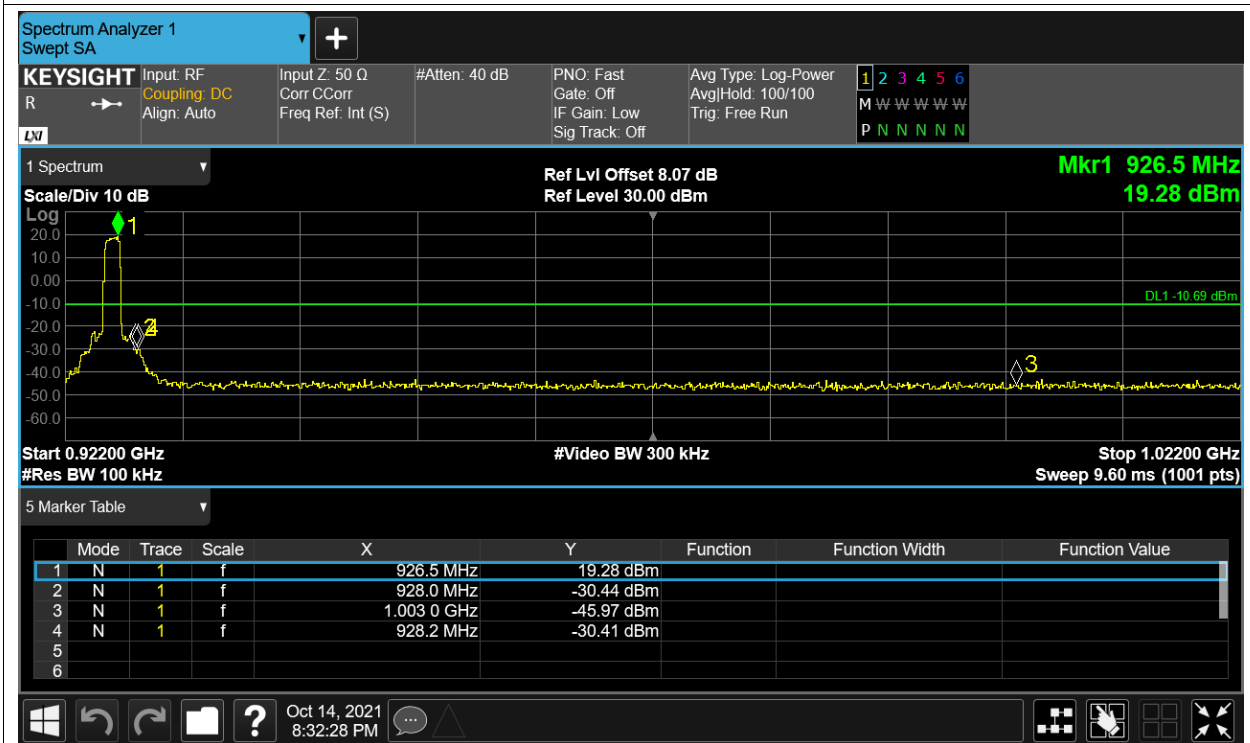 Spectrum Analyzer 1
Swept SA
KEYSIGHT Input: RF Input Z: 50 Ω #Atten: 40 dB PNO: Fast Avg Type: Log-Power 1 2 3 4 5 6
R Coupling: DC Corr CCorr Gate: Off Avg|Hold: 100/100 M W W W W W
Align: Auto Freq Ref: Int (S) IF Gain: Low Trig: Free Run
LXI Sig Track: Off P N N N N N
1 Spectrum Ref Lvl Offset 8.07 dB Mkr1 926.5 MHz
Scale/Div 10 dB Ref Level 30.00 dBm 19.28 dBm
Log
1
20.0
10.0
0.00
-10.0 DL1 -10.69 dBm
-20.0 2 4
-30.0
-40.0 3
-50.0
-60.0
Start 0.92200 GHz #Video BW 300 kHz Stop 1.02200 GHz
#Res BW 100 kHz Sweep 9.60 ms (1001 pts)
5 Marker Table
Mode Trace Scale X Y Function Function Width Function Value
1 N 1 f 926.5 MHz 19.28 dBm
2 N 1 f 928.0 MHz -30.44 dBm
3 N 1 f 1.003 0 GHz -45.97 dBm
4 N 1 f 928.2 MHz -30.41 dBm
5
6
? Oct 14, 2021
8:32:28 PM